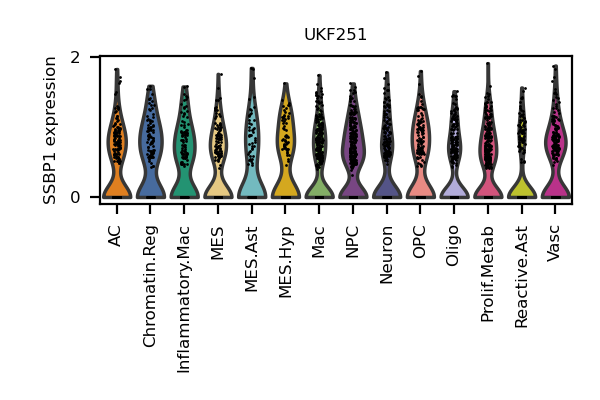 UKF251
SSBP1 expression
2
0
AC
Chromatin.Reg
Inflammatory.Mac
MES
MES.Ast
MES.Hyp
Mac
NPC
Neuron
OPC
Oligo
Prolif.Metab
Reactive.Ast
Vasc